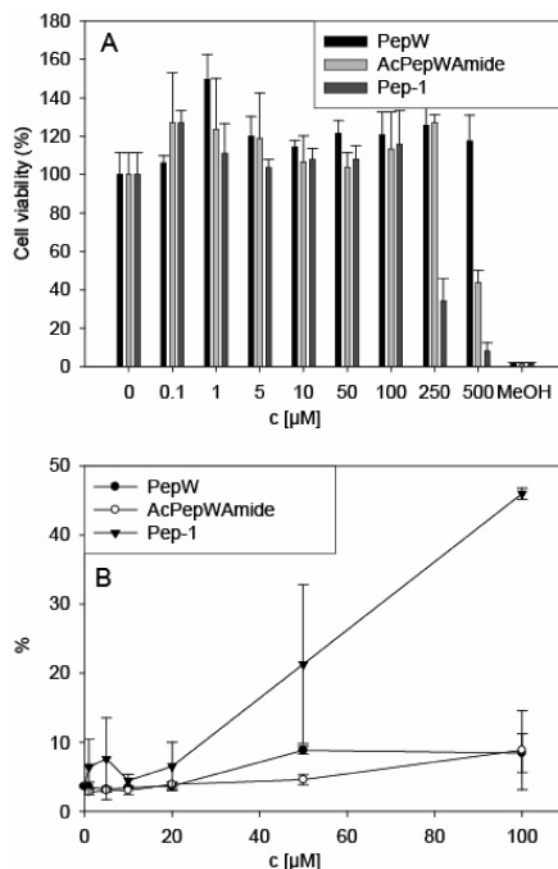 A
PepW
AcPepWAmide
Pep-1
180
160
140
120
100
80
60
40
20
0
Cell viability (%)
0 0.1 1 5 10 50 100 250 500 MeOH
c [µM]
PepW
AcPepWAmide
Pep-1
B
50
40
30
20
10
0
%
0 20 40 60 80 100
c [µM]